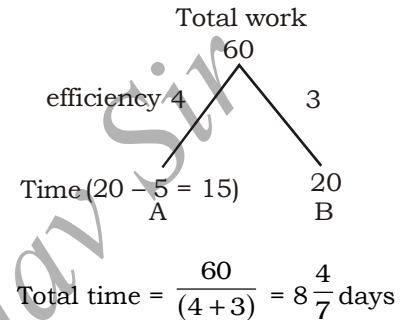 Total work
60
efficiency 4 3
Time (20 – 5 = 15) 20
A B
Total time = 60/(4+3) = 8 4/7 days